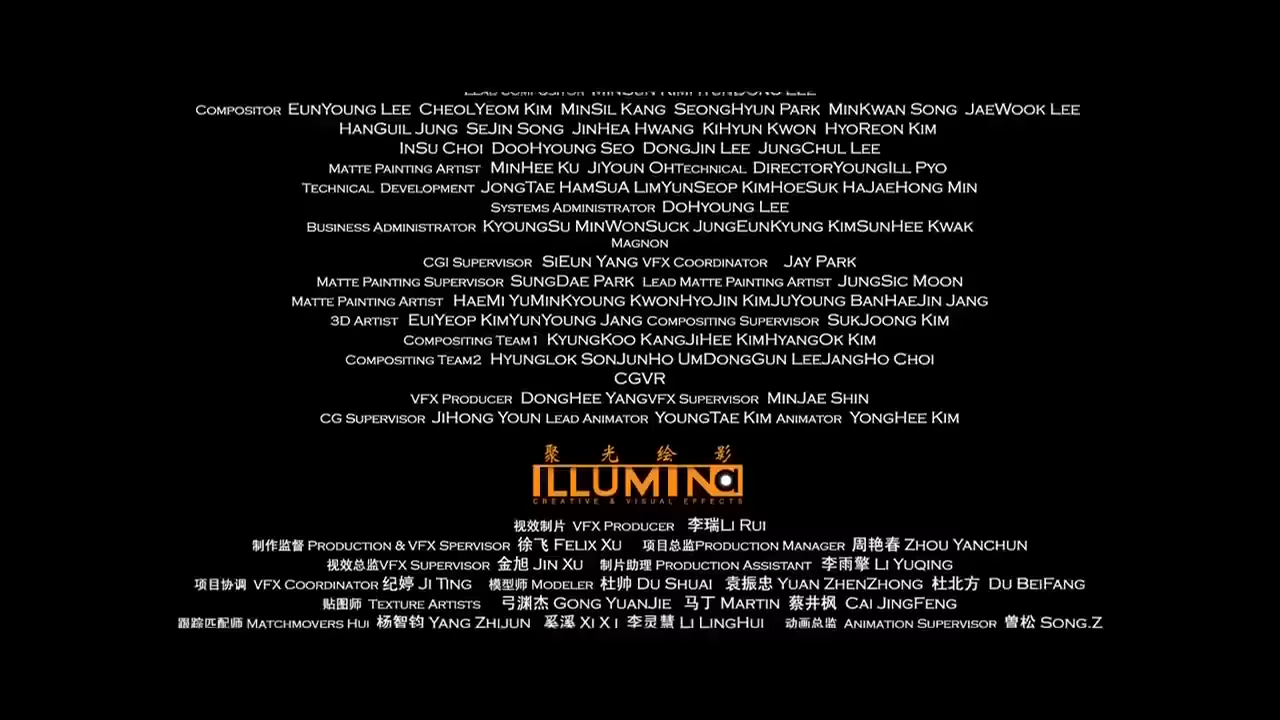 Lead Compositor MinSun KimHyunDong Lee
Compositor EunYoung Lee CheolYeom Kim MinSil Kang SeongHyun Park MinKwan Song JaeWook Lee
HanGuil Jung SeJin Song JinHea Hwang KiHyun Kwon HyoReon Kim
InSu Choi DooHyoung Seo DongJin Lee JungChul Lee
Matte Painting Artist MinHee Ku JiYoun OhTechnical DirectorYoungIll Pyo
Technical Development JongTae HamSuA LimYunSeop KimHoeSuk HaJaeHong Min
Systems Administrator DoHyoung Lee
Business Administrator KyoungSu MinWonSuck JungEunKyung KimSunHee Kwak
Magnon
CGI Supervisor SiEun Yang VFX Coordinator Jay Park
Matte Painting Supervisor SungDae Park Lead Matte Painting Artist JungSic Moon
Matte Painting Artist HaeMi YuMinKyoung KwonHyoJin KimJuYoung BanHaeJin Jang
3D Artist EuiYeop KimYunYoung Jang Compositing Supervisor SukJoong Kim
Compositing Team1 KyungKoo KangJiHee KimHyangOk Kim
Compositing Team2 Hyunglok SonJunHo UmDongGun LeeJangHo Choi
CGVR
VFX Producer DongHee YangVFX Supervisor MinJae Shin
CG Supervisor JiHong Youn Lead Animator YoungTae Kim Animator YongHee Kim
聚光绘影
ILLUMINA
CREATIVE & VISUAL EFFECTS
视效制片 VFX Producer 李瑞Li Rui
制作监督 Production & VFX Spervisor 徐飞 Felix Xu 项目总监Production Manager 周艳春 Zhou Yanchun
视效总监VFX Supervisor 金旭 Jin Xu 制片助理 Production Assistant 李雨擎 Li Yuqing
项目协调 VFX Coordinator 纪婷 Ji Ting 模型师 Modeler 杜帅 Du Shuai 袁振忠 Yuan ZhenZhong 杜北方 Du BeiFang
贴图师 Texture Artists 弓渊杰 Gong YuanJie 马丁 Martin 蔡井枫 Cai JingFeng
跟踪匹配师 Matchmovers Hui 杨智钧 Yang Zhijun 奚溪 Xi X i 李灵慧 Li LingHui 动画总监 Animation Supervisor 曽松 Song.Z